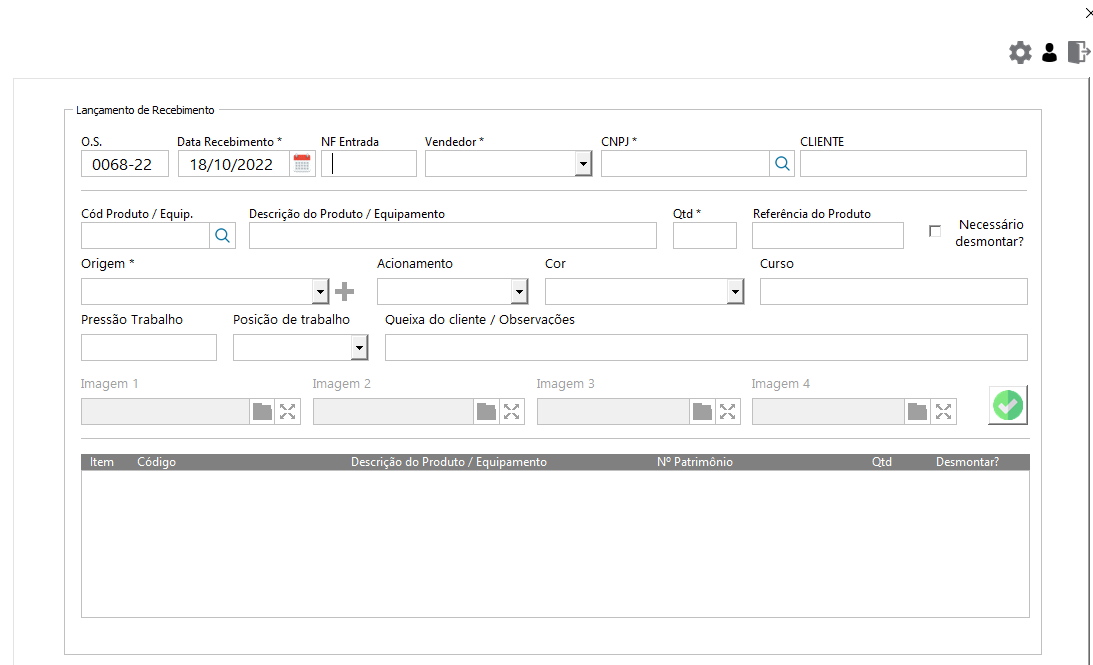 Lançamento de Recebimento
O.S. Data Recebimento * NF Entrada Vendedor * CNPJ * CLIENTE
0068-22 18/10/2022
Cód Produto / Equip. Descrição do Produto / Equipamento Qtd * Referência do Produto Necessário
desmontar?
Origem * Acionamento Cor Curso
Pressão Trabalho Posição de trabalho Queixa do cliente / Observações
Imagem 1 Imagem 2 Imagem 3 Imagem 4
Item Código Descrição do Produto / Equipamento Nº Patrimônio Qtd Desmontar?